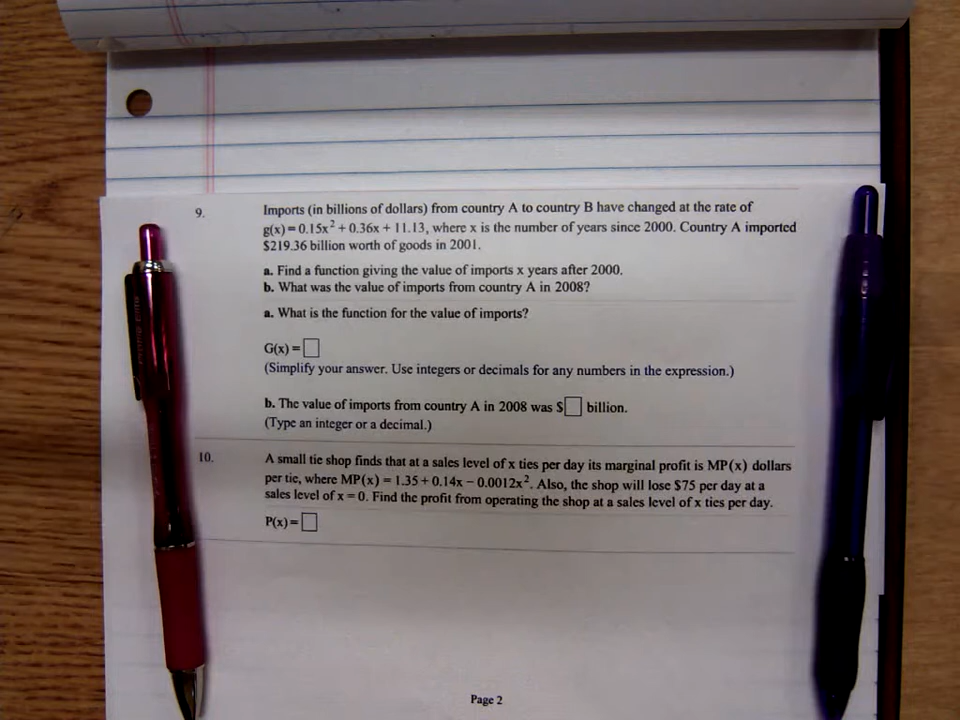 9.
Imports (in billions of dollars) from country A to country B have changed at the rate of
g(x) = 0.15x² + 0.36x + 11.13, where x is the number of years since 2000. Country A imported
$219.36 billion worth of goods in 2001.
a. Find a function giving the value of imports x years after 2000.
b. What was the value of imports from country A in 2008?
a. What is the function for the value of imports?
G(x) = □
(Simplify your answer. Use integers or decimals for any numbers in the expression.)
b. The value of imports from country A in 2008 was $□ billion.
(Type an integer or a decimal.)
10.
A small tie shop finds that at a sales level of x ties per day its marginal profit is MP(x) dollars
per tie, where MP(x) = 1.35 + 0.14x − 0.0012x². Also, the shop will lose $75 per day at a
sales level of x = 0. Find the profit from operating the shop at a sales level of x ties per day.
P(x) = □
Page 2